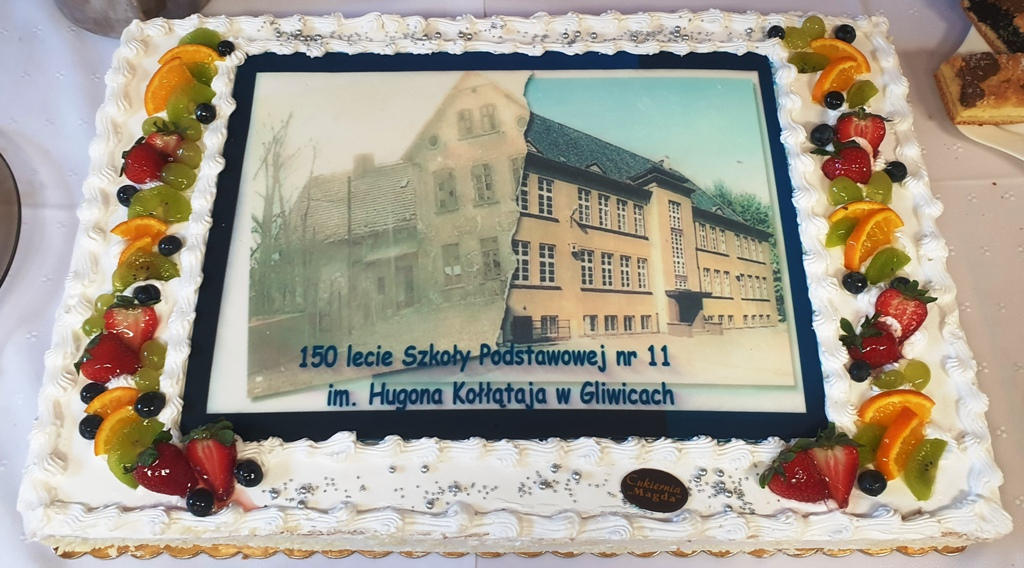 150 lecie Szkoły Podstawowej nr 11
im. Hugona Kołłątaja w Gliwicach
Cukiernia
„Magda”